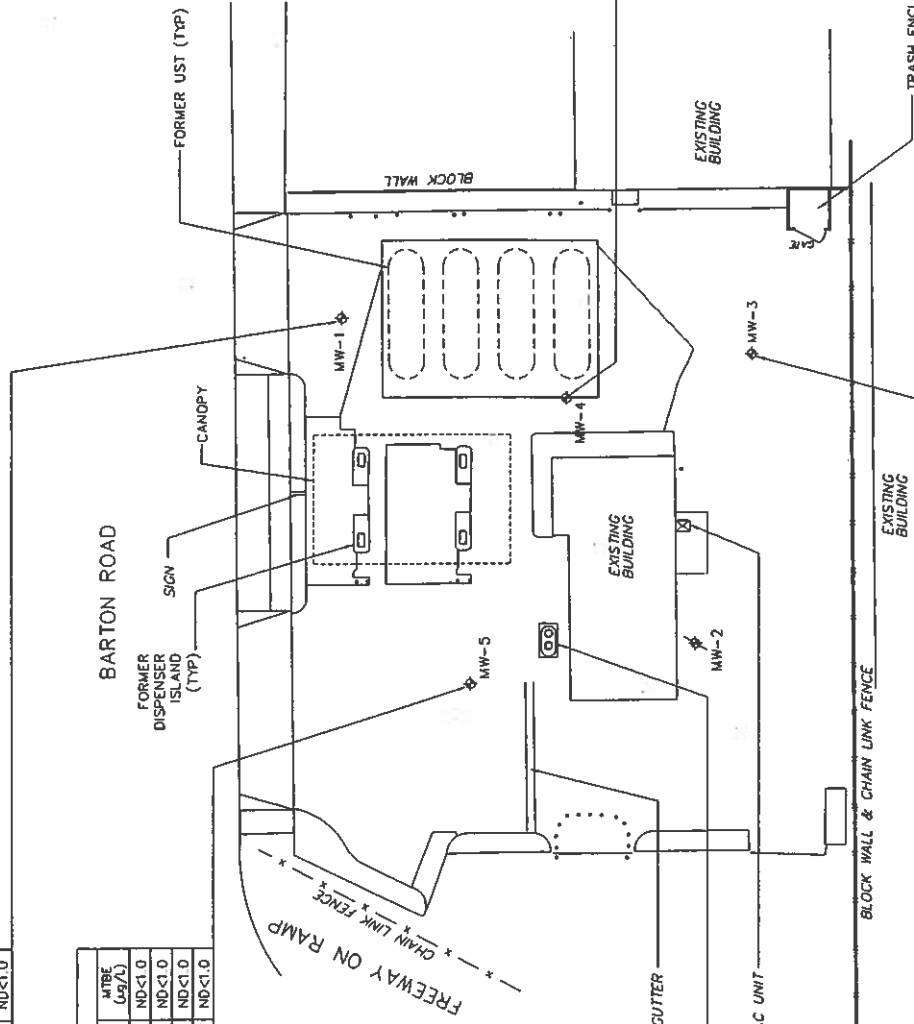 ND<1.0
MTBE
(ug/L)
ND<1.0
ND<1.0
ND<1.0
ND<1.0
BARTON ROAD
FORMER
DISPENSER
ISLAND
(TYP)
SIGN
CANOPY
FORMER UST (TYP)
BLOCK WALL
EXISTING
BUILDING
GATE
MW-1
MW-3
MW-4
MW-5
MW-2
EXISTING
BUILDING
EXISTING
BUILDING
BLOCK WALL & CHAIN LINK FENCE
CHAIN LINK FENCE
FREEWAY ON RAMP
GUTTER
C UNIT
TRASH ENCL